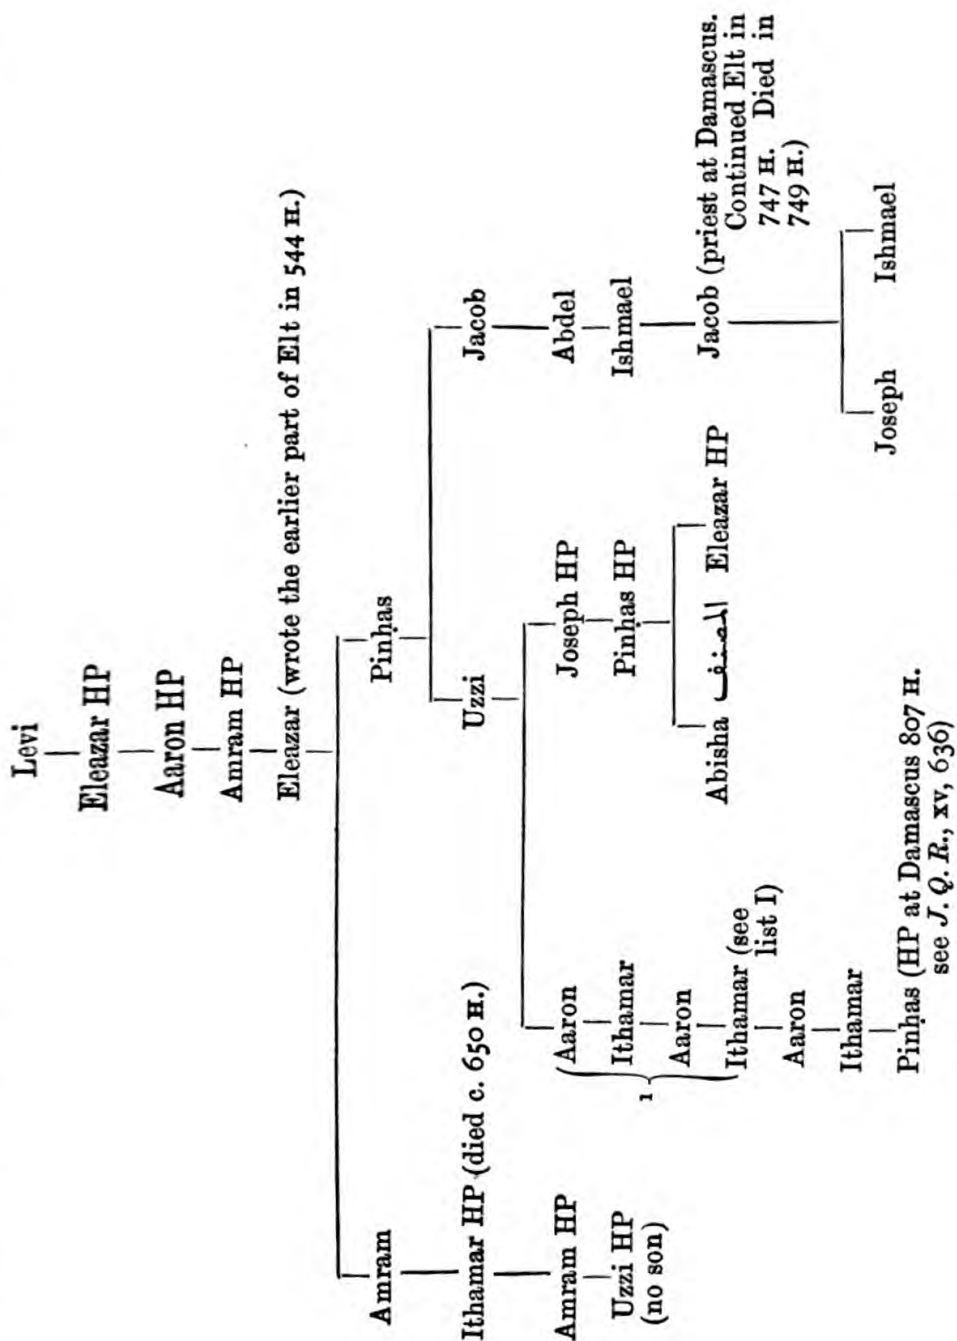 Levi
Eleazar HP
Aaron HP
Amram HP
Eleazar (wrote the earlier part of Elt in 544 H.)
Amram
Pinḥas
Ithamar HP (died c. 650 H.)
Uzzi
Jacob
Amram HP
Aaron
Joseph HP
Abdel
Uzzi HP
(no son)
Ithamar
Pinḥas HP
Ishmael
1
Aaron
Ithamar (see
list I)
Abisha المصنف Eleazar HP
Jacob (priest at Damascus.
Continued Elt in
747 H. Died in
749 H.)
Aaron
Ithamar
Joseph
Ishmael
Pinḥas (HP at Damascus 807 H.
see J. Q. R., xv, 636)